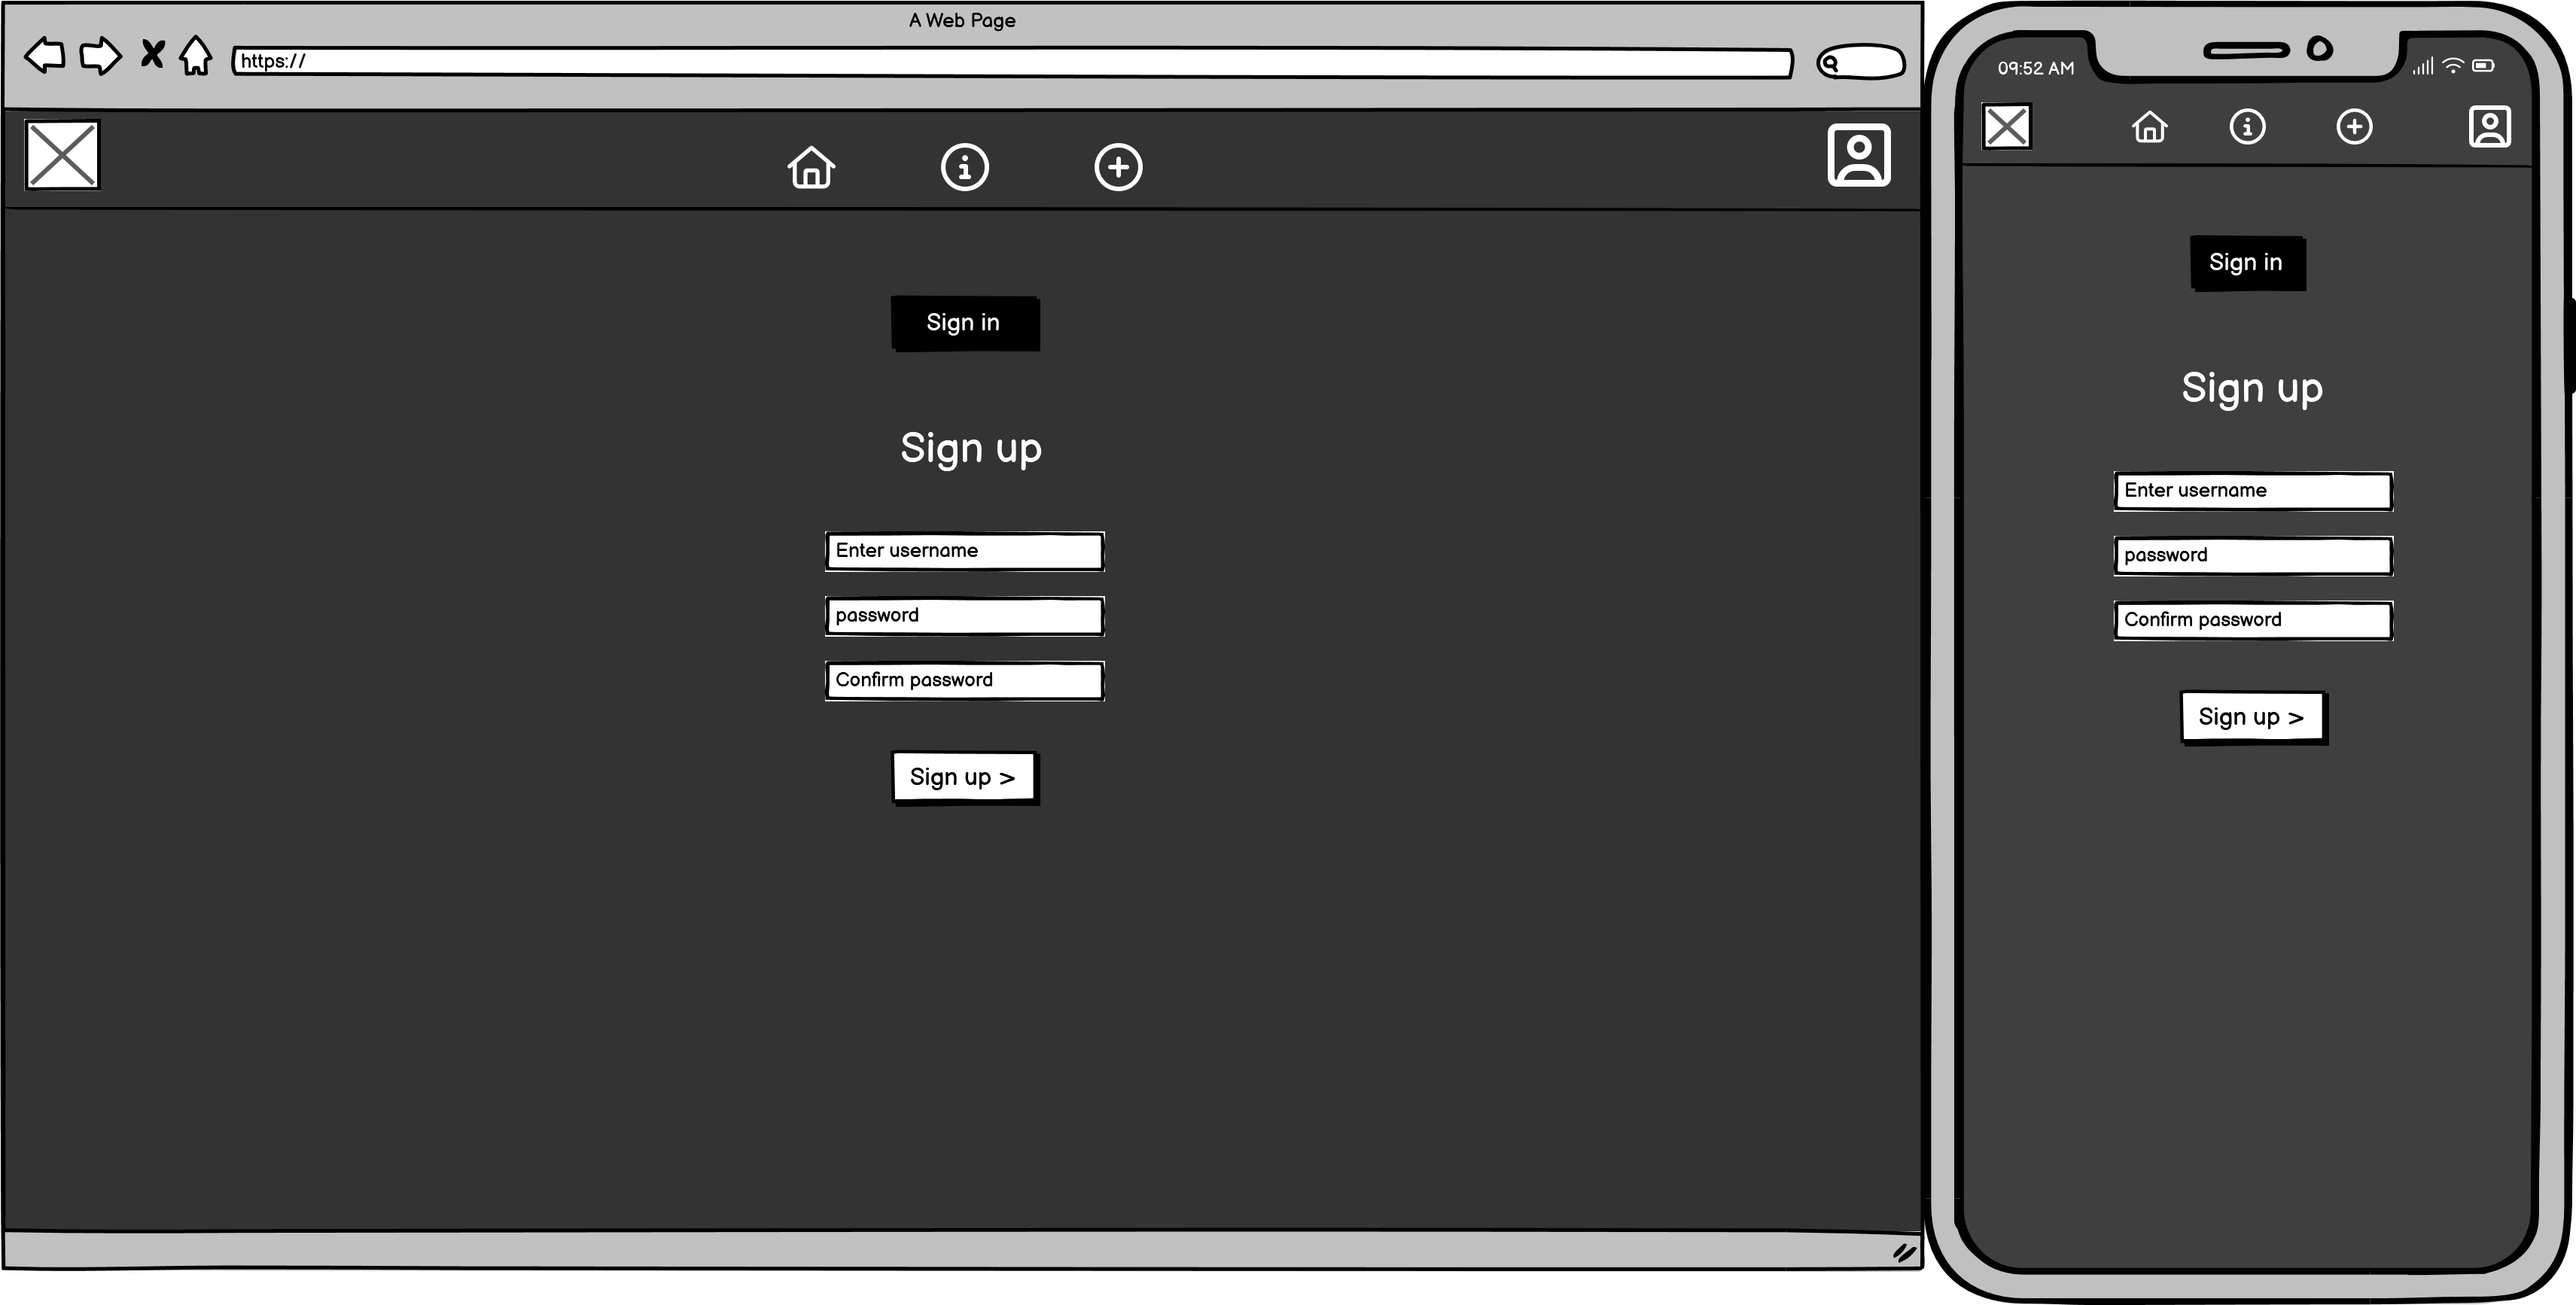 A Web Page
https://
Sign in
Sign up
Enter username
password
Confirm password
Sign up >
09:52 AM
Sign in
Sign up
Enter username
password
Confirm password
Sign up >